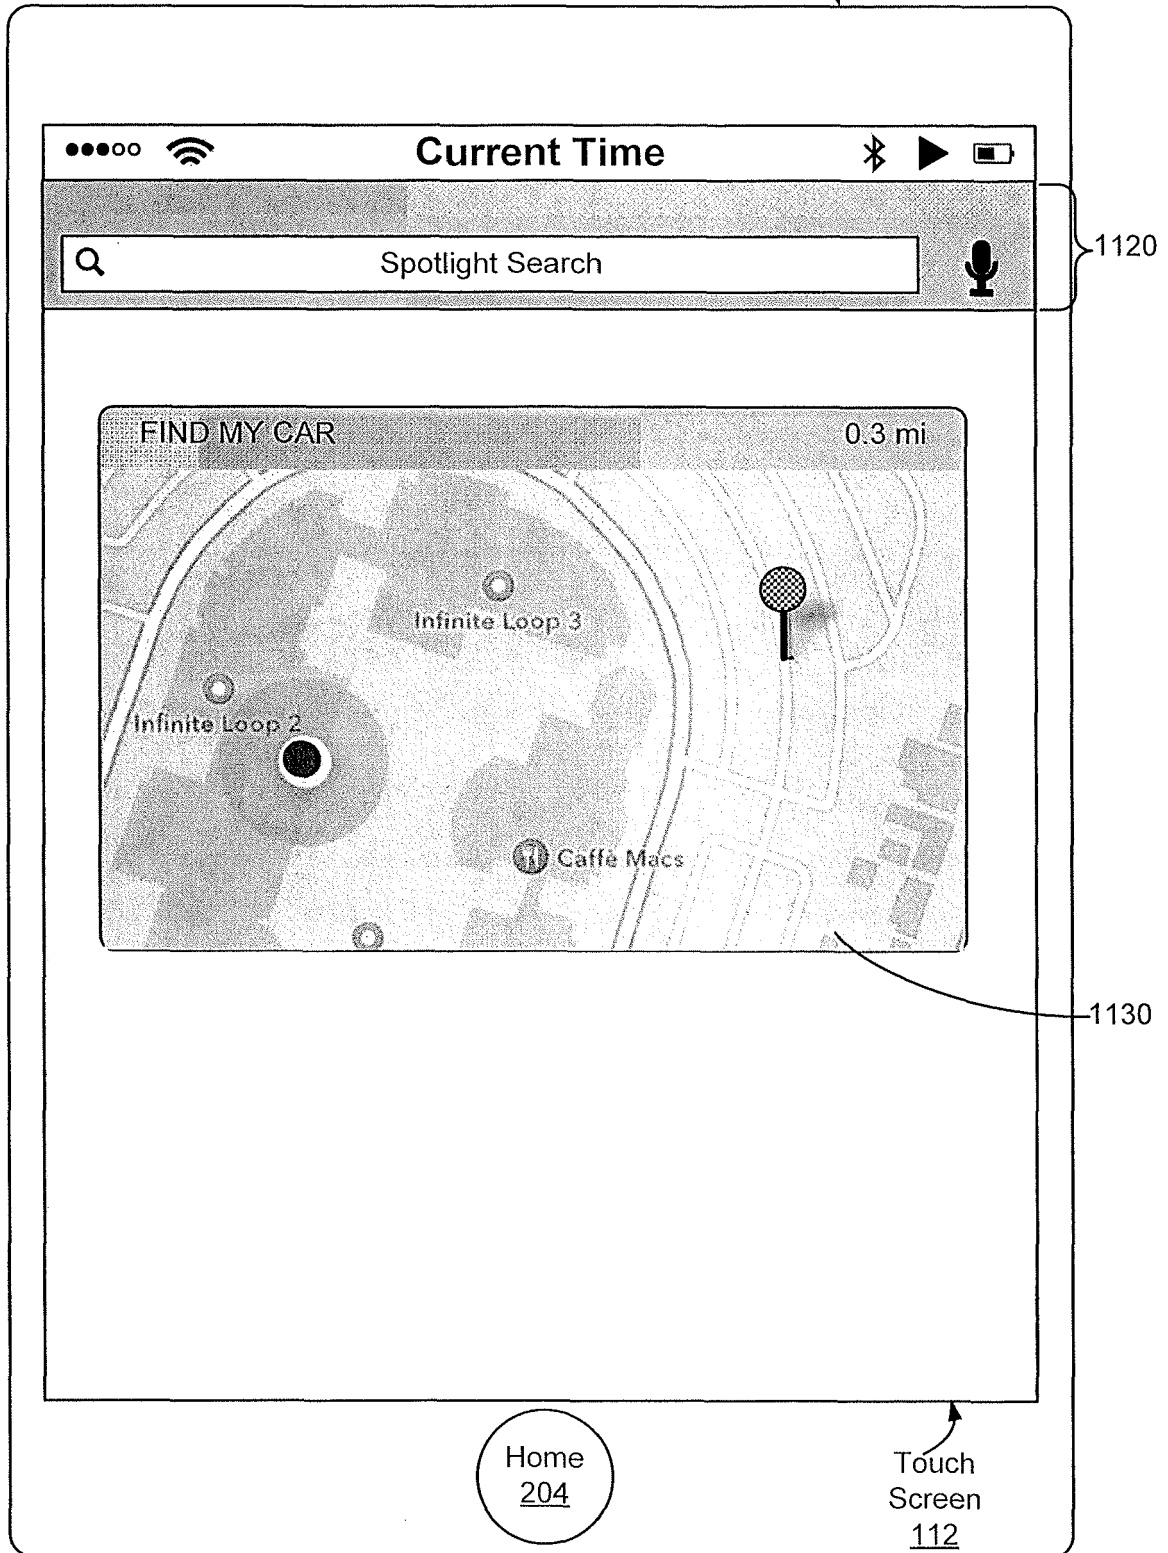 Current Time
Spotlight Search
1120
FIND MY CAR 0.3 mi
Infinite Loop 3
Infinite Loop 2
Caffè Macs
1130
Home
204
Touch
Screen
112